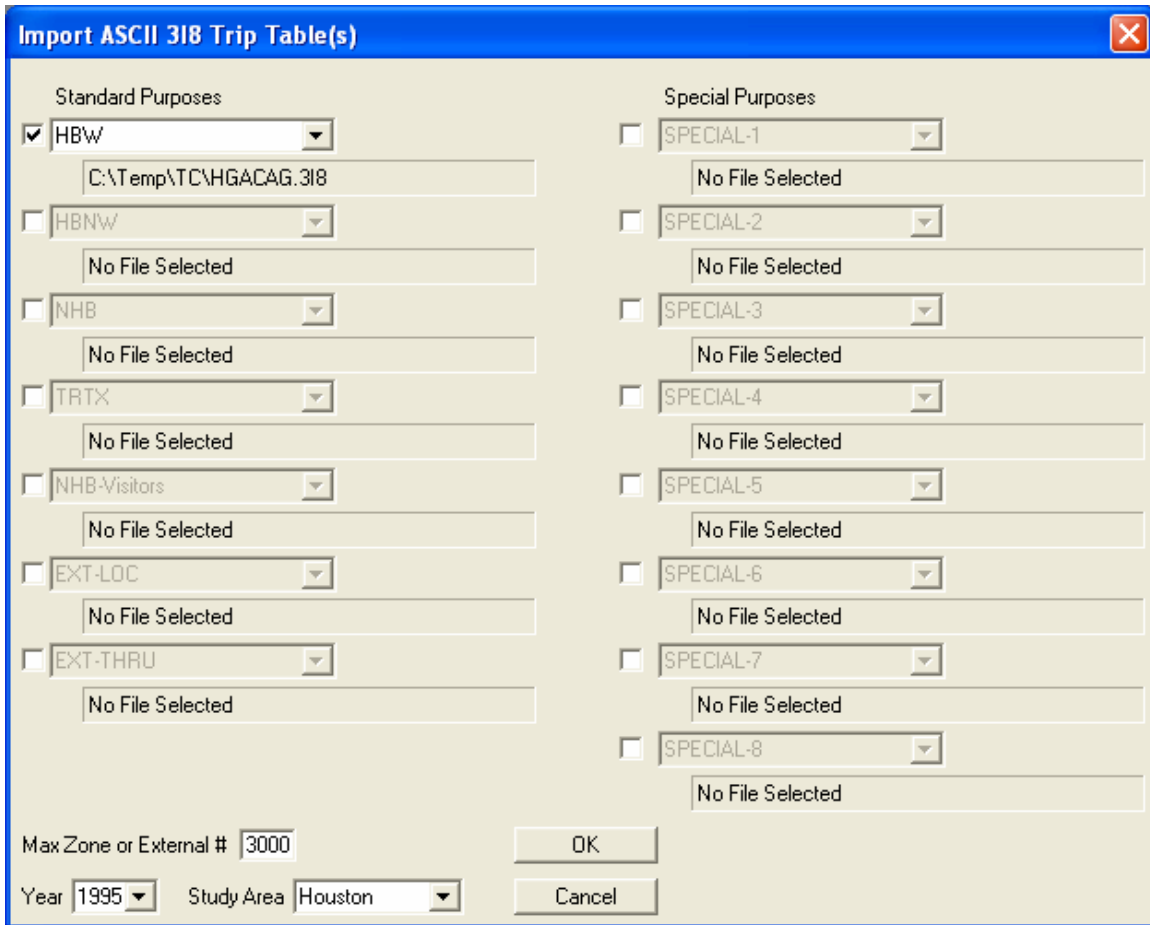 Import ASCII 3I8 Trip Table(s)
Standard Purposes
HBW
C:\Temp\TC\HGACAG.3I8
HBNW
No File Selected
NHB
No File Selected
TRTX
No File Selected
NHB-Visitors
No File Selected
EXT-LOC
No File Selected
EXT-THRU
No File Selected
Special Purposes
SPECIAL-1
No File Selected
SPECIAL-2
No File Selected
SPECIAL-3
No File Selected
SPECIAL-4
No File Selected
SPECIAL-5
No File Selected
SPECIAL-6
No File Selected
SPECIAL-7
No File Selected
SPECIAL-8
No File Selected
Max Zone or External # 3000
OK
Year 1995 Study Area Houston
Cancel